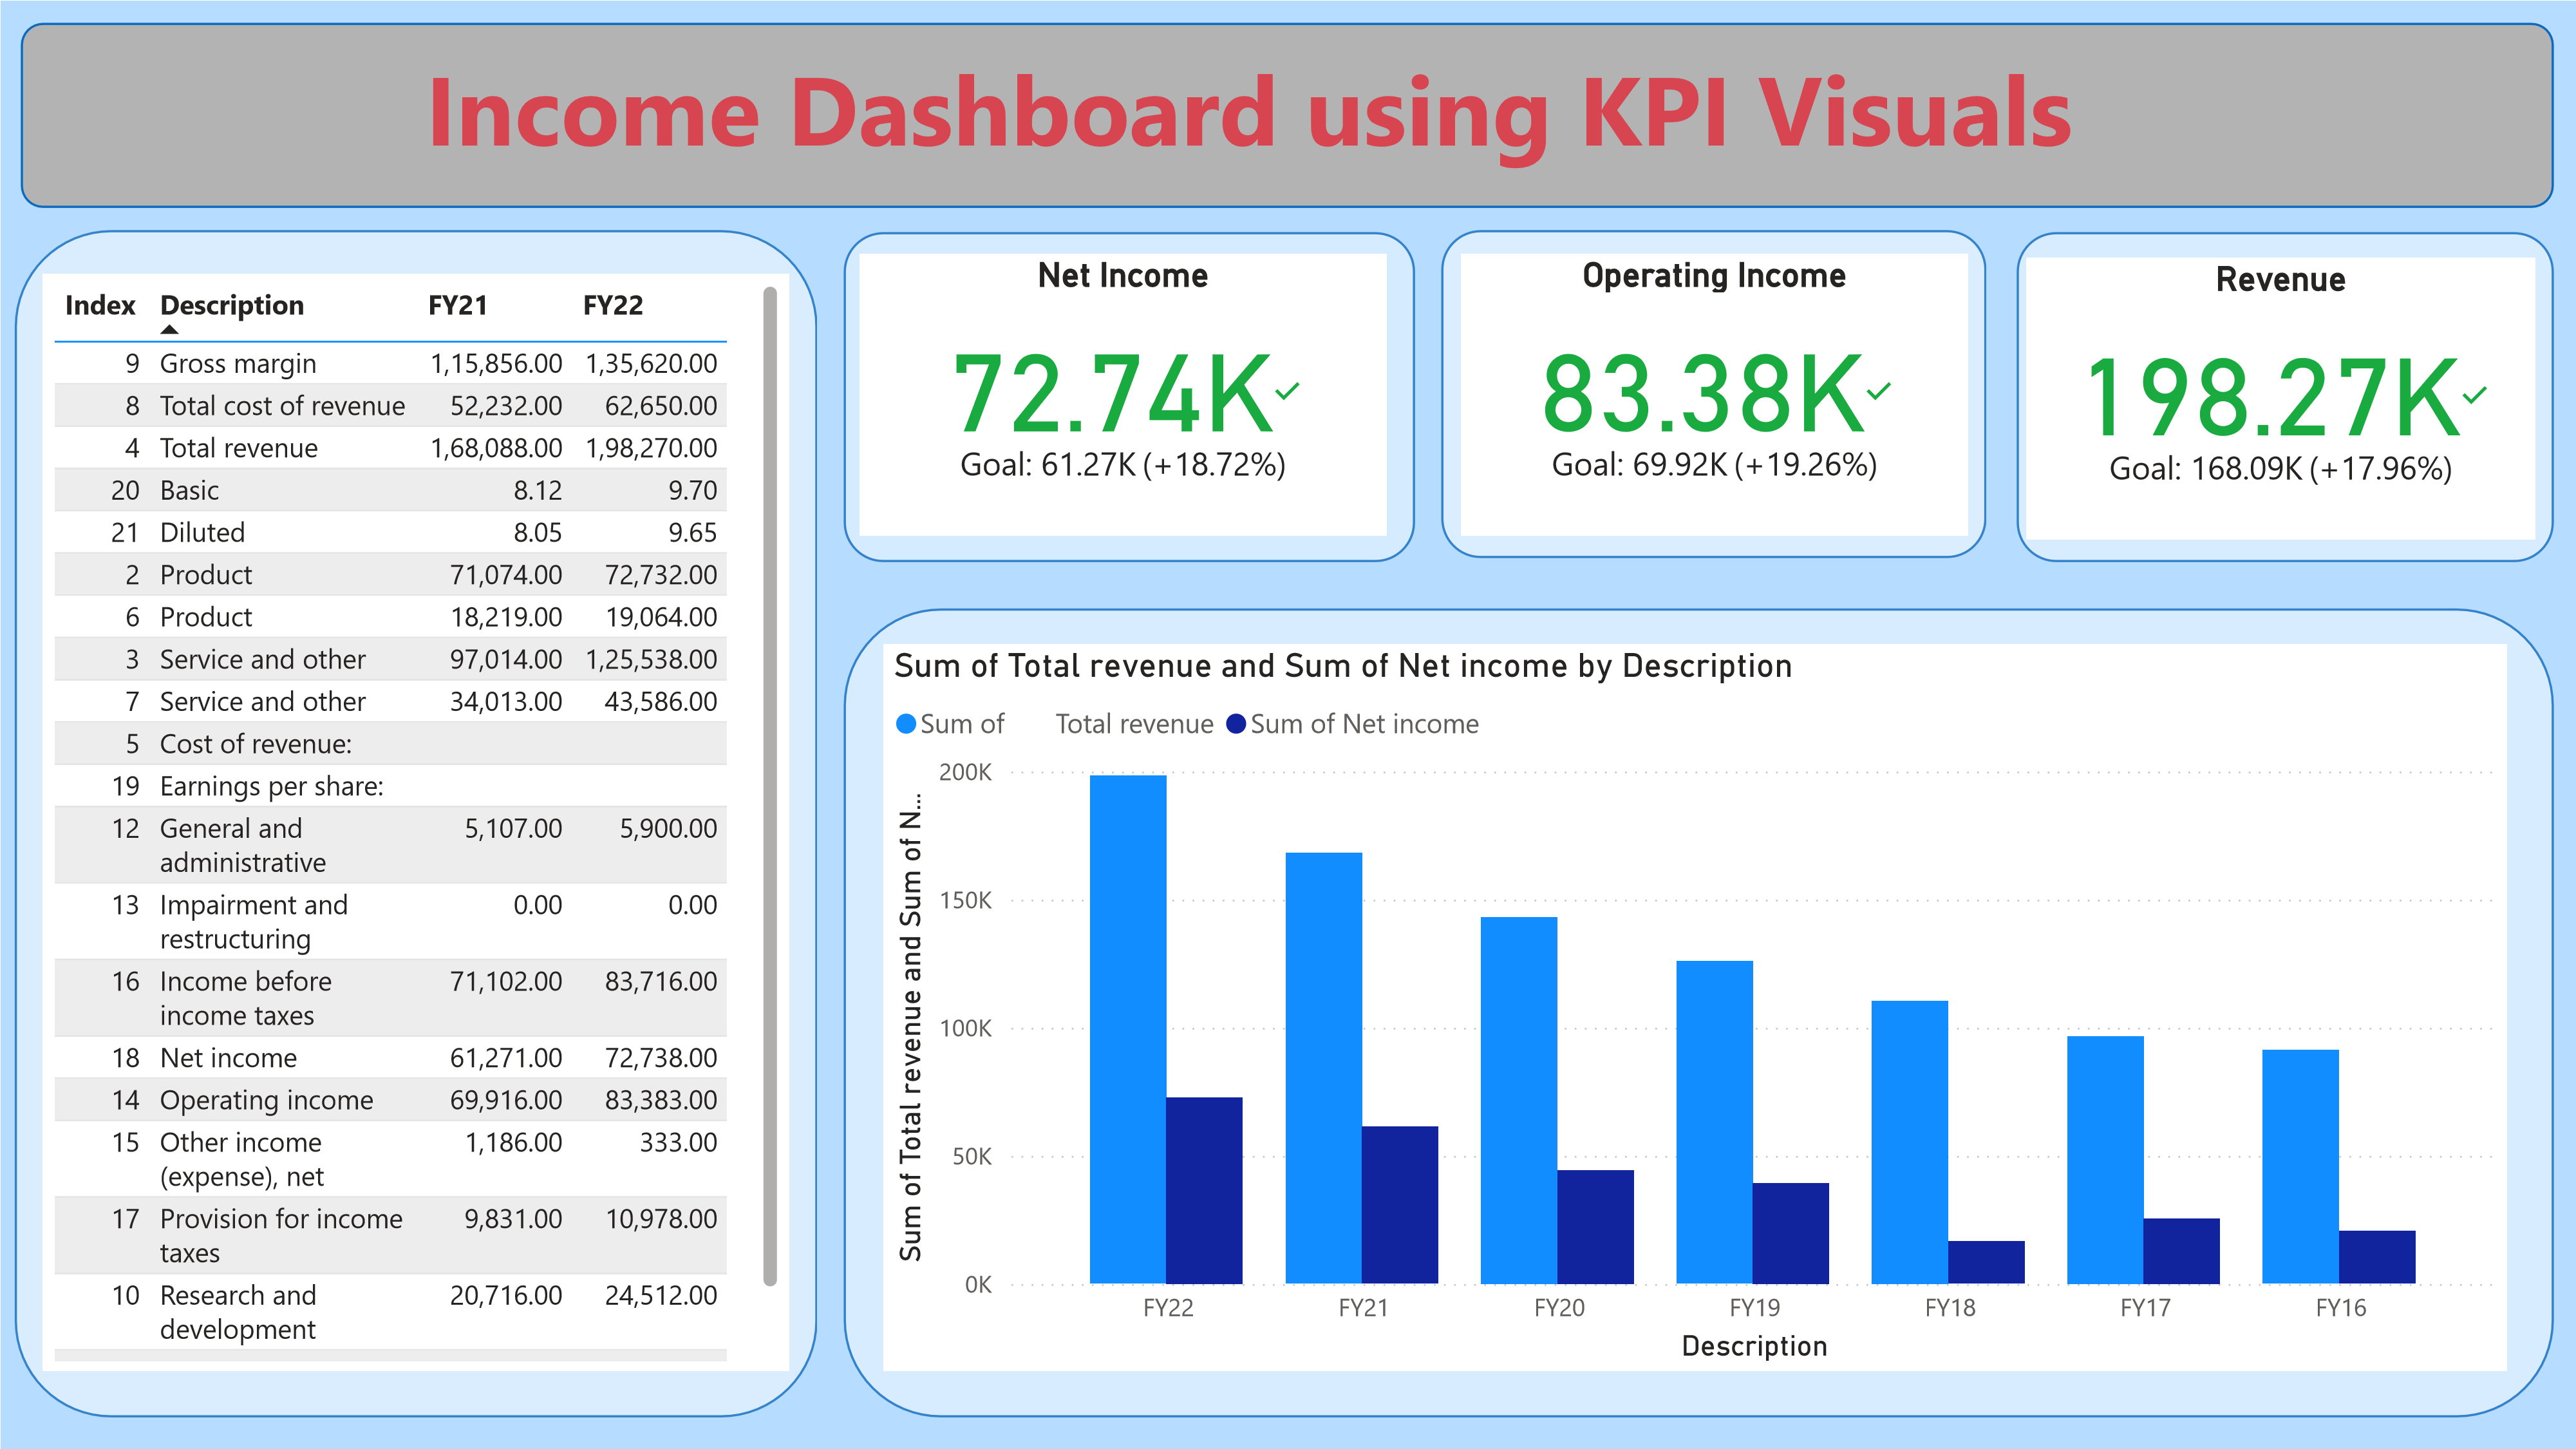 Income Dashboard using KPI Visuals
Index Description FY21 FY22
9 Gross margin 1,15,856.00 1,35,620.00
8 Total cost of revenue 52,232.00 62,650.00
4 Total revenue 1,68,088.00 1,98,270.00
20 Basic 8.12 9.70
21 Diluted 8.05 9.65
2 Product 71,074.00 72,732.00
6 Product 18,219.00 19,064.00
3 Service and other 97,014.00 1,25,538.00
7 Service and other 34,013.00 43,586.00
5 Cost of revenue:
19 Earnings per share:
12 General and 5,107.00 5,900.00
administrative
13 Impairment and 0.00 0.00
restructuring
16 Income before 71,102.00 83,716.00
income taxes
18 Net income 61,271.00 72,738.00
14 Operating income 69,916.00 83,383.00
15 Other income 1,186.00 333.00
(expense), net
17 Provision for income 9,831.00 10,978.00
taxes
10 Research and 20,716.00 24,512.00
development
Net Income
72.74K
Goal: 61.27K (+18.72%)
Operating Income
83.38K
Goal: 69.92K (+19.26%)
Revenue
198.27K
Goal: 168.09K (+17.96%)
Sum of Total revenue and Sum of Net income by Description
Sum of Total revenue Sum of Net income
Sum of Total revenue and Sum of N...
200K
150K
100K
50K
0K
FY22 FY21 FY20 FY19 FY18 FY17 FY16
Description